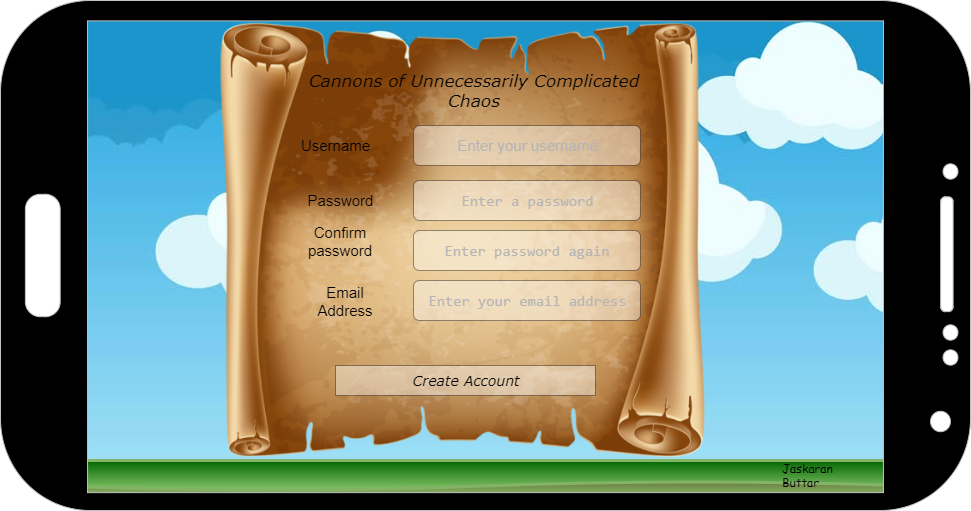 Cannons of Unnecessarily Complicated
Chaos
Username
Enter your username
Password
Enter a password
Confirm
password
Enter password again
Email
Address
Enter your email address
Create Account
Jaskaran
Buttar